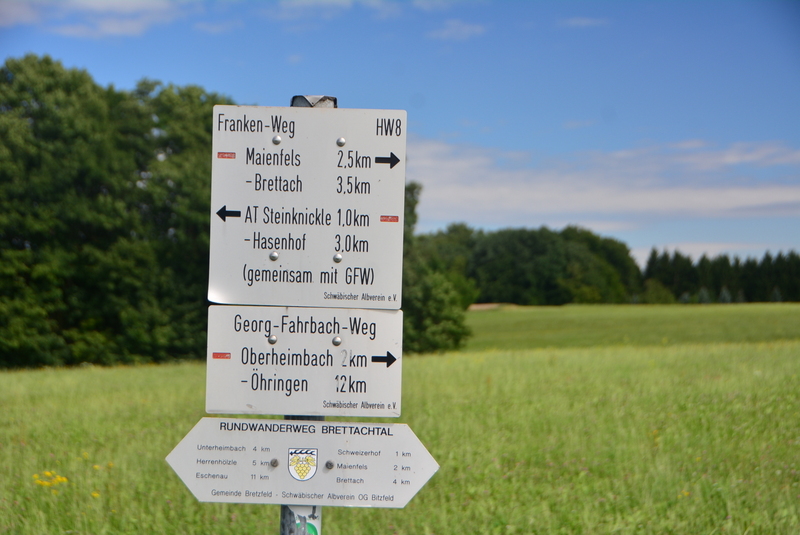 Franken-Weg HW8
Maienfels 2,5km
-Brettach 3,5km
AT Steinknickle 1,0km
-Hasenhof 3,0km
(gemeinsam mit GFW)
Schwäbischer Albverein e.V.
Georg-Fahrbach-Weg
Oberheimbach 2km
-Öhringen 12km
Schwäbischer Albverein e.V.
RUNDWANDERWEG BRETTACHTAL
Unterheimbach 4 km Schweizerhof 1 km
Herrenhölzle 5 km Maienfels 2 km
Eschenau 11 km Brettach 4 km
Gemeinde Bretzfeld - Schwäbischer Albverein OG Bitzfeld